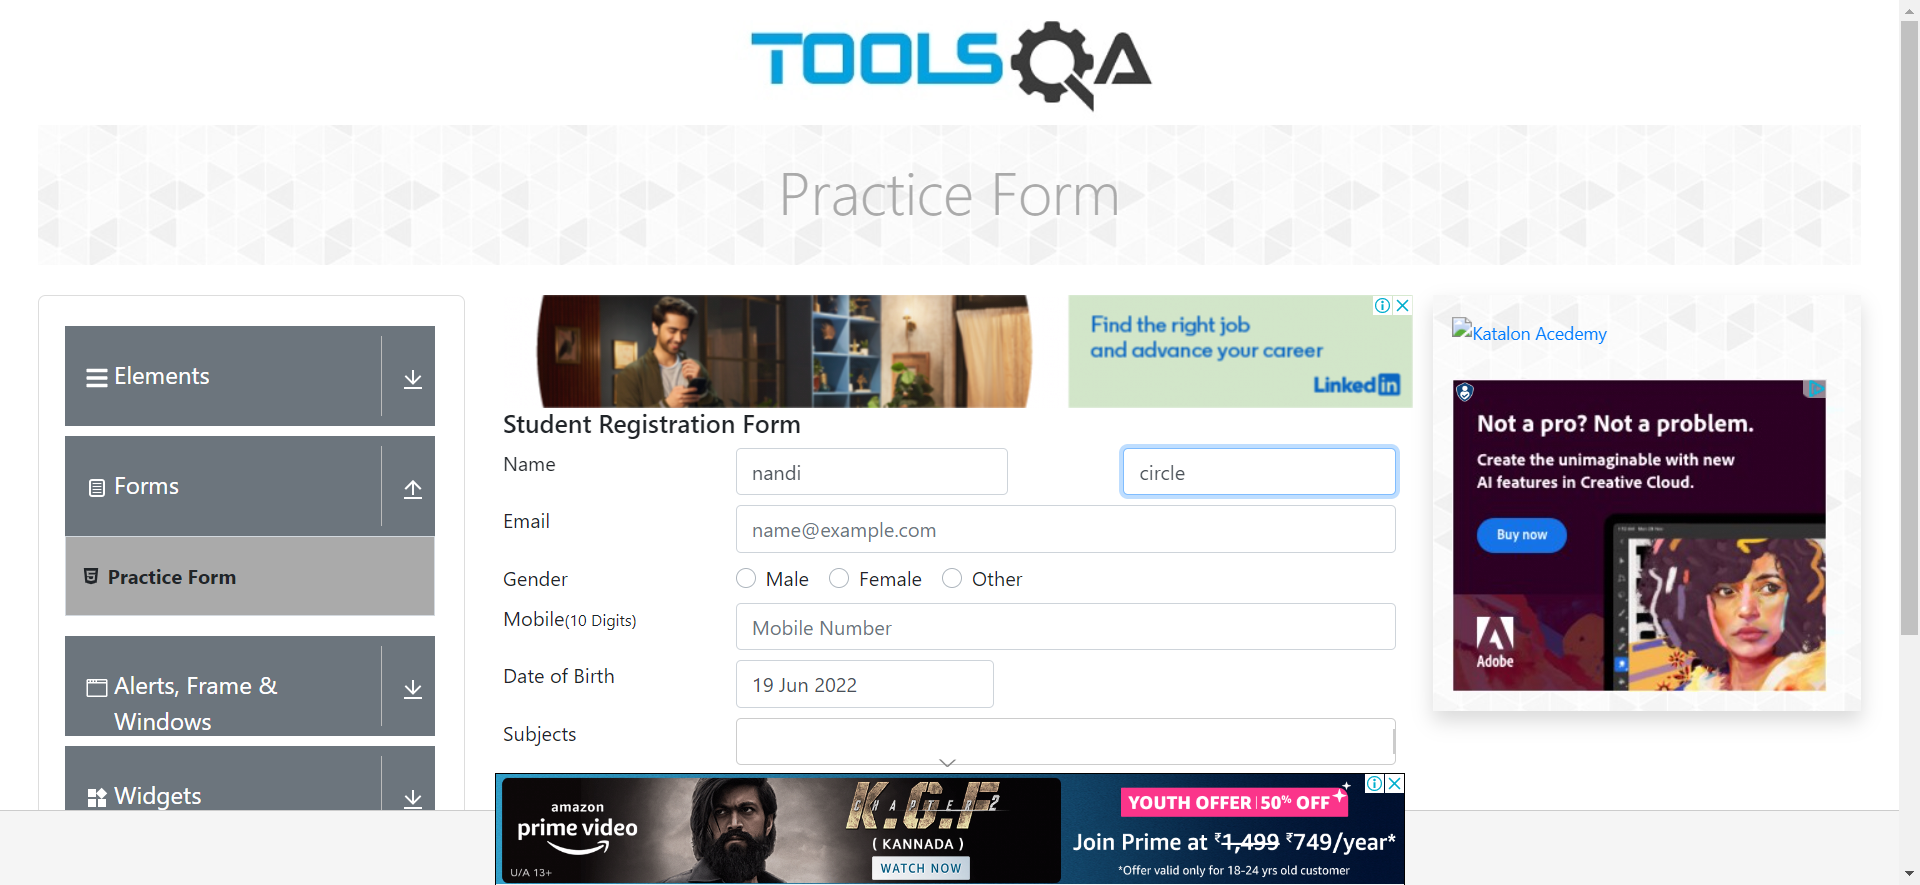 TOOLSQA
Practice Form
Elements
Forms
Practice Form
Alerts, Frame &
Windows
Widgets
Find the right job
and advance your career
Linked in
Student Registration Form
Name
nandi
circle
Email
name@example.com
Gender
Male
Female
Other
Mobile(10 Digits)
Mobile Number
Date of Birth
19 Jun 2022
Subjects
Katalon Acedemy
Not a pro? Not a problem.
Create the unimaginable with new
AI features in Creative Cloud.
Buy now
Adobe
amazon
prime video
U/A 13+
K.G.F
CHAPTER 2
( KANNADA )
WATCH NOW
YOUTH OFFER | 50% OFF
Join Prime at ₹1,499 ₹749/year*
*Offer valid only for 18-24 yrs old customer